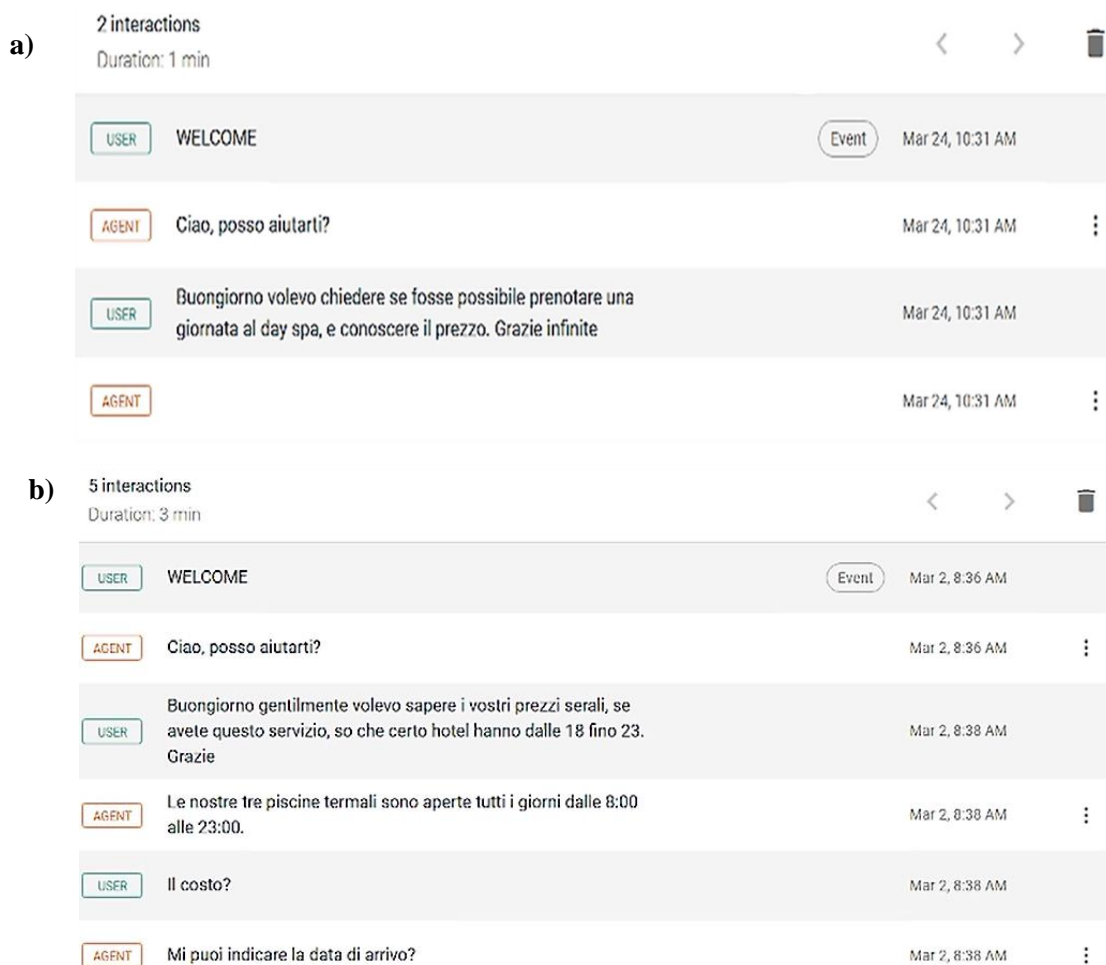 a)
2 interactions
Duration: 1 min
USER WELCOME Event Mar 24, 10:31 AM
AGENT Ciao, posso aiutarti? Mar 24, 10:31 AM
Buongiorno volevo chiedere se fosse possibile prenotare una
USER Mar 24, 10:31 AM
giornata al day spa, e conoscere il prezzo. Grazie infinite
AGENT Mar 24, 10:31 AM
b)
5 interactions
Duration: 3 min
USER WELCOME Event Mar 2, 8:36 AM
AGENT Ciao, posso aiutarti? Mar 2, 8:36 AM
Buongiorno gentilmente volevo sapere i vostri prezzi serali, se
USER avete questo servizio, so che certo hotel hanno dalle 18 fino 23. Mar 2, 8:38 AM
Grazie
Le nostre tre piscine termali sono aperte tutti i giorni dalle 8:00
AGENT Mar 2, 8:38 AM
alle 23:00.
USER Il costo? Mar 2, 8:38 AM
AGENT Mi puoi indicare la data di arrivo? Mar 2, 8:38 AM